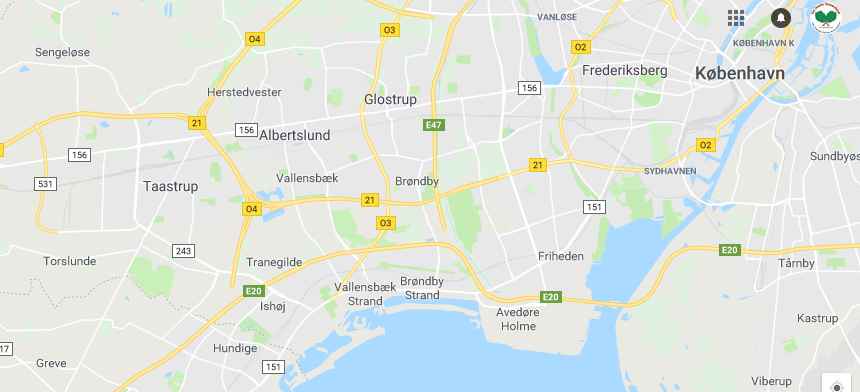 VANLØSE
O3
O4
KØBENHAVN K
O2
Sengeløse
Frederiksberg
København
Herstedvester
156
Glostrup
21
E47
156
Albertslund
O2
156
Sundbyøs
21
SYDHAVNEN
Vallensbæk
Brøndby
531
Taastrup
21
O4
151
O3
243
E20
Friheden
Torslunde
Tranegilde
Tårnby
Brøndby
Strand
Vallensbæk
Strand
E20
E20
Ishøj
Avedøre
Holme
Kastrup
17
Hundige
Greve
151
Viberup